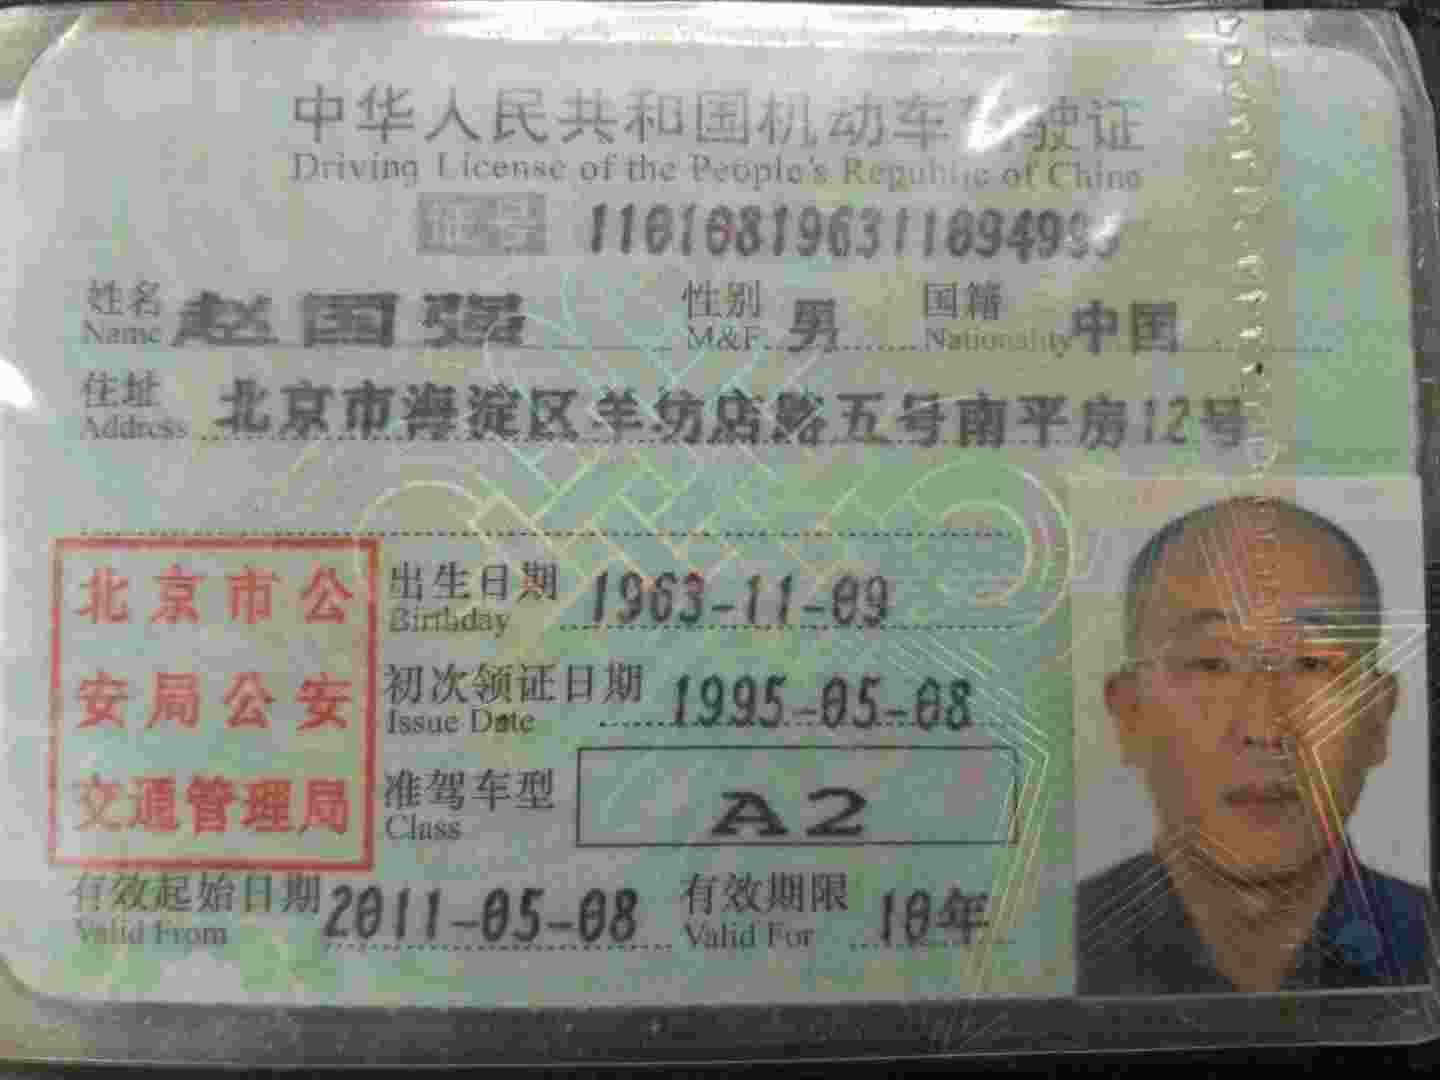 中华人民共和国机动车驾驶证
Driving License of the People's Republic of China
证号
姓名 赵国强 性别 男 国籍 中国
Name M&F Nationality
住址 北京市海淀区羊坊店路五号南平房12号
Address
北京市公
安局公安
交通管理局
出生日期 1963-11-09
Birthday
初次领证日期 1995-05-08
Issue Date
准驾车型 A2
Class
有效起始日期 2011-05-08 有效期限 10年
Valid From Valid For